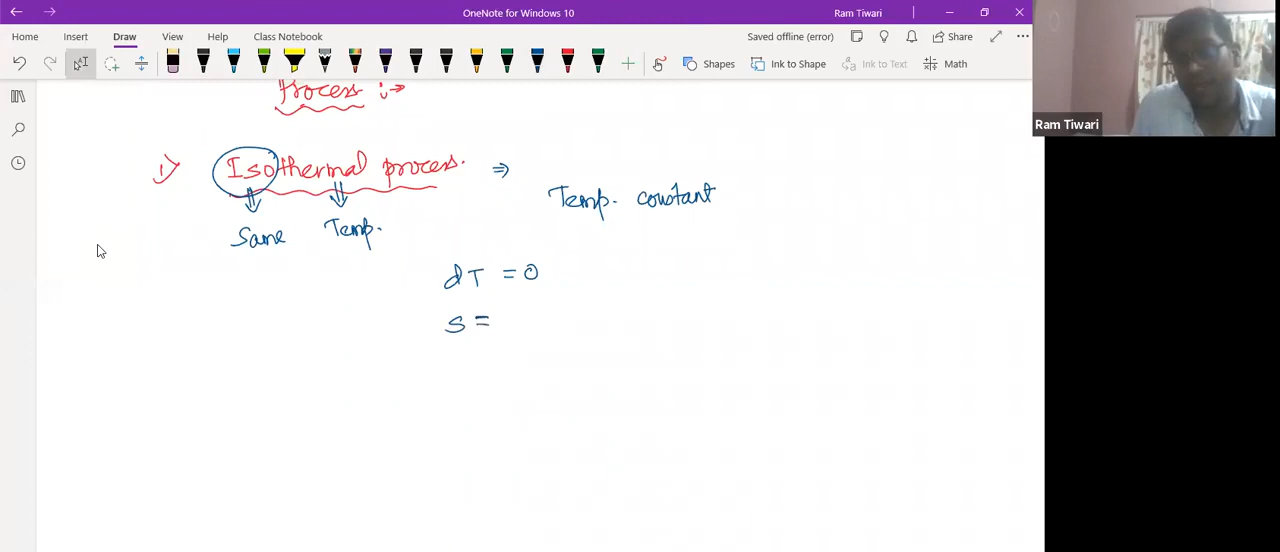 OneNote for Windows 10
Ram Tiwari
Home Insert Draw View Help Class Notebook
Saved offline (error)
Share
Shapes
Ink to Shape
Ink to Text
Math
Ram Tiwari
Process :→
1) Isothermal process. ⇒
Temp. constant
Same Temp.
dT = 0
S =